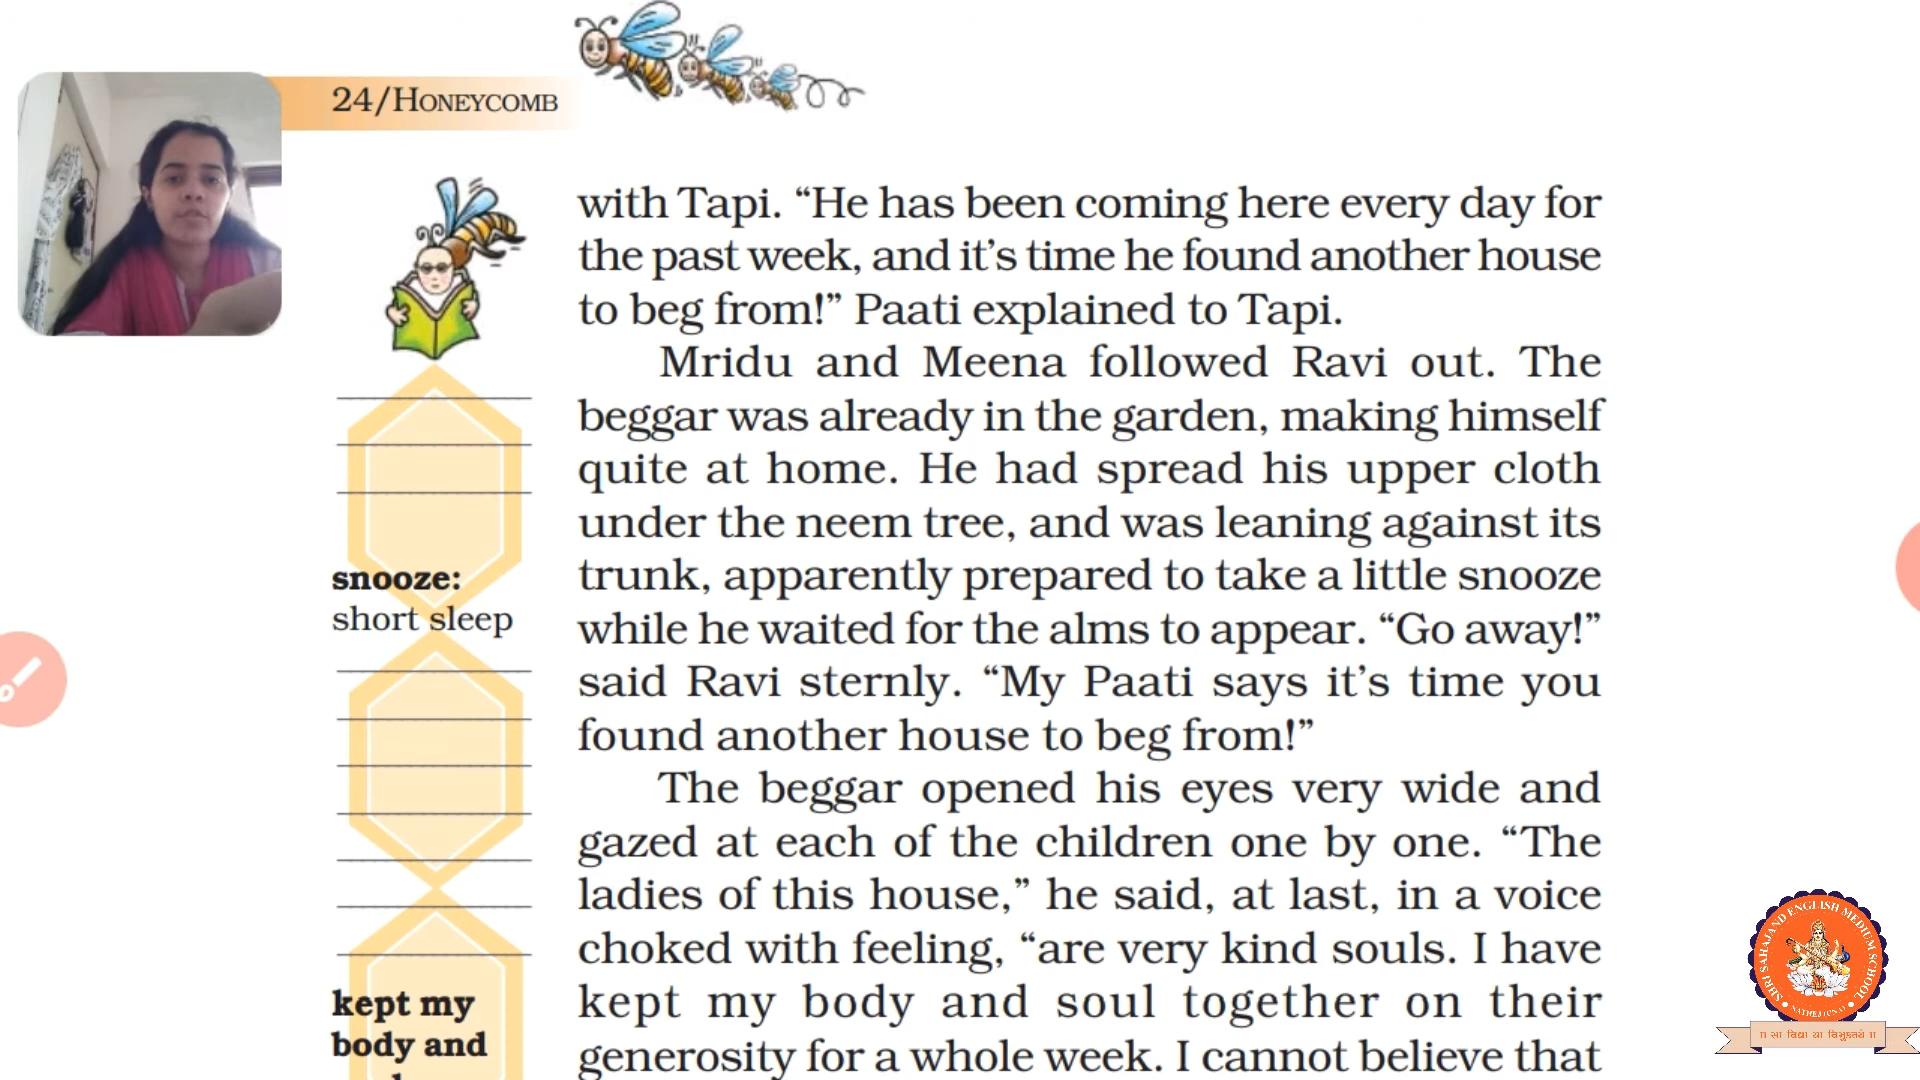 24/HONEYCOMB
with Tapi. “He has been coming here every day for
the past week, and it’s time he found another house
to beg from!” Paati explained to Tapi.
Mridu and Meena followed Ravi out. The
beggar was already in the garden, making himself
quite at home. He had spread his upper cloth
under the neem tree, and was leaning against its
trunk, apparently prepared to take a little snooze
while he waited for the alms to appear. “Go away!”
said Ravi sternly. “My Paati says it’s time you
found another house to beg from!”
The beggar opened his eyes very wide and
gazed at each of the children one by one. “The
ladies of this house,” he said, at last, in a voice
choked with feeling, “are very kind souls. I have
kept my body and soul together on their
generosity for a whole week. I cannot believe that
snooze:
short sleep
kept my
body and
SHRI SAHAJANAND ENGLISH MEDIUM SCHOOL
॥ સા વિદ્યા યા વિમુક્તયે ॥